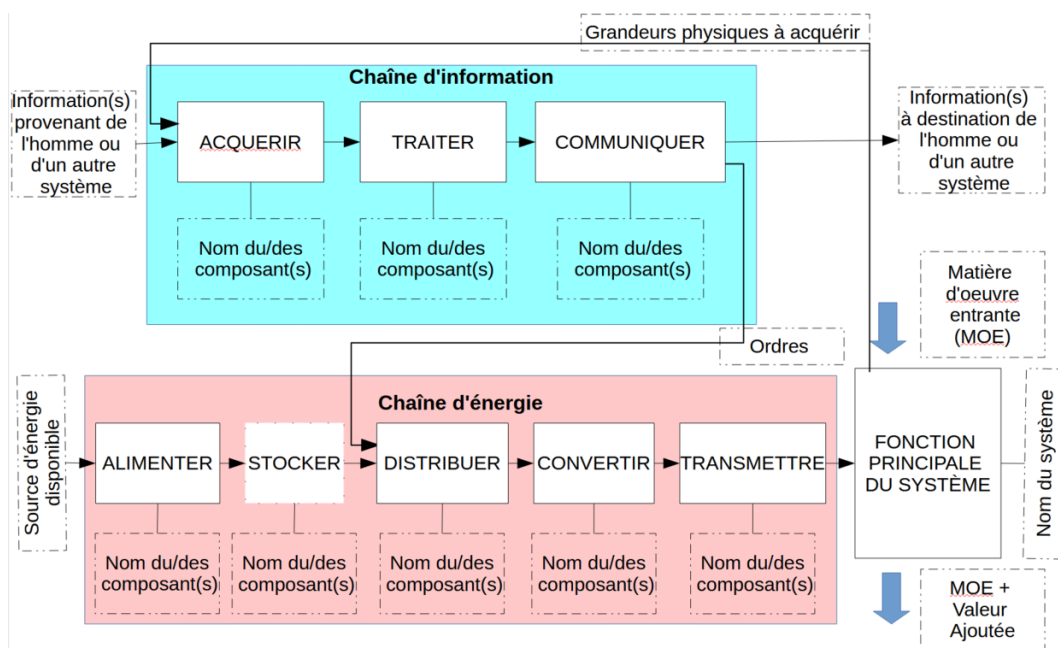 Grandeurs physiques à acquérir
Chaîne d'information
Information(s)
provenant de
l'homme ou
d'un autre
système
ACQUERIR
TRAITER
COMMUNIQUER
Information(s)
à destination de
l'homme ou
d'un autre
système
Nom du/des
composant(s)
Nom du/des
composant(s)
Nom du/des
composant(s)
Matière
d'oeuvre
entrante
(MOE)
Ordres
Source d'énergie
disponible
Chaîne d'énergie
ALIMENTER
STOCKER
DISTRIBUER
CONVERTIR
TRANSMETTRE
FONCTION
PRINCIPALE
DU SYSTÈME
Nom du système
Nom du/des
composant(s)
Nom du/des
composant(s)
Nom du/des
composant(s)
Nom du/des
composant(s)
Nom du/des
composant(s)
MOE +
Valeur
Ajoutée